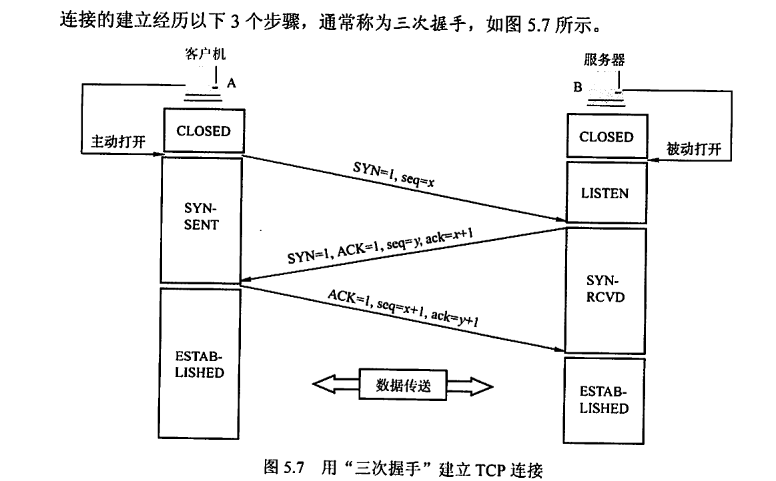 连接的建立经历以下 3 个步骤，通常称为三次握手，如图 5.7 所示。
客户机
服务器
A
B
CLOSED
CLOSED
主动打开
被动打开
SYN=1, seq=x
LISTEN
SYN-
SENT
SYN=1, ACK=1, seq=y, ack=x+1
SYN-
RCVD
ACK=1, seq=x+1, ack=y+1
ESTAB-
LISHED
数据传送
ESTAB-
LISHED
图 5.7 用“三次握手”建立 TCP 连接